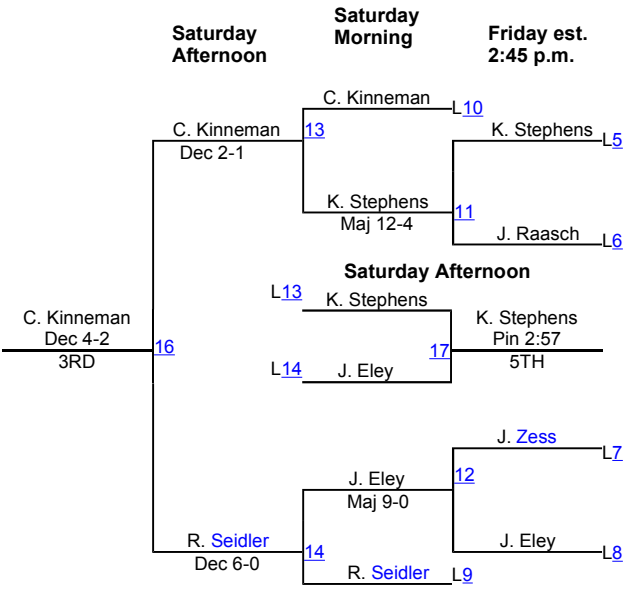 Saturday
Afternoon
Saturday
Morning
Friday est.
2:45 p.m.
C. Kinneman
L10
C. Kinneman
13
K. Stephens
L5
Dec 2-1
K. Stephens
11
Maj 12-4
J. Raasch
L6
Saturday Afternoon
L13
K. Stephens
C. Kinneman
K. Stephens
Dec 4-2
Pin 2:57
16
17
3RD
5TH
L14
J. Eley
J. Zess
L7
J. Eley
12
Maj 9-0
R. Seidler
14
J. Eley
L8
Dec 6-0
R. Seidler
L9